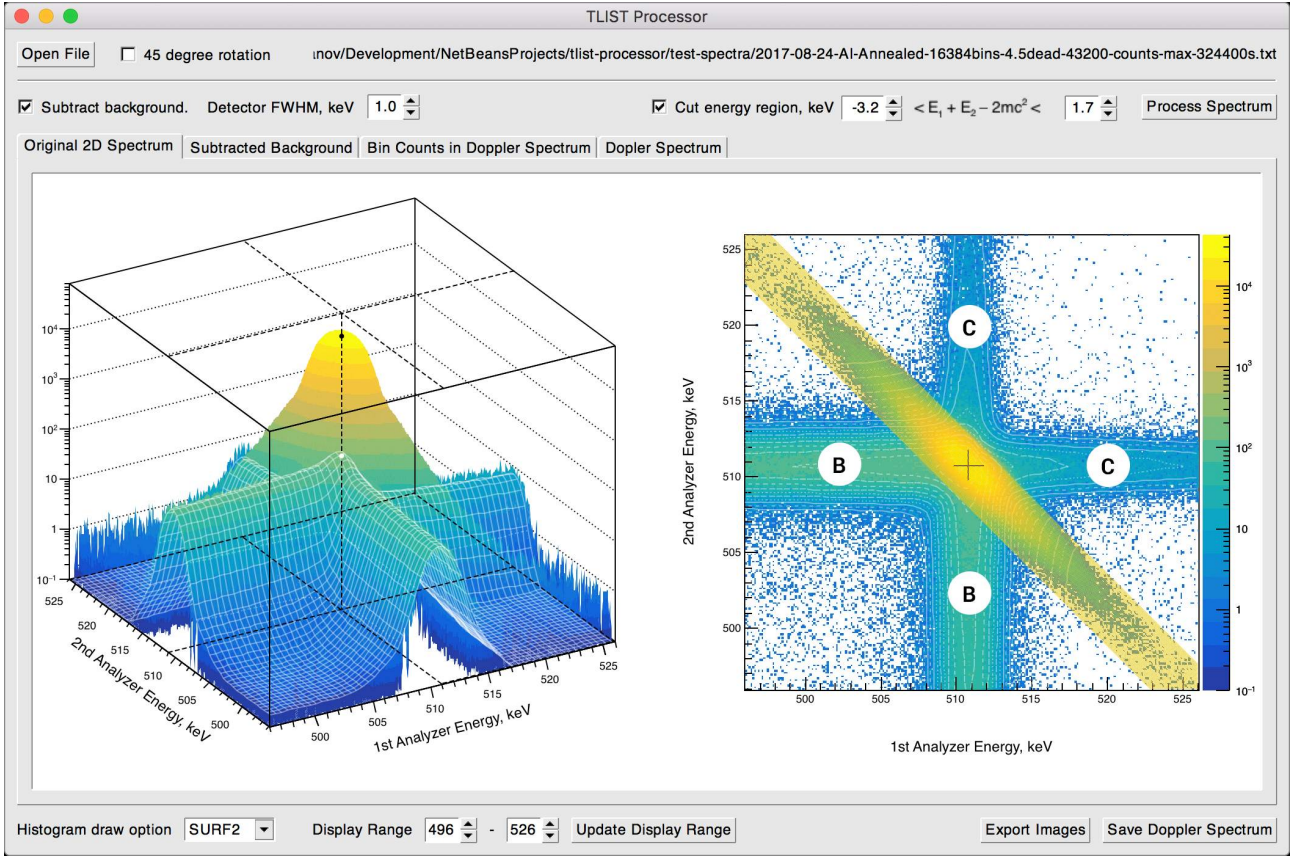 TLIST Processor
Open File 45 degree rotation ınov/Development/NetBeansProjects/tlist-processor/test-spectra/2017-08-24-Al-Annealed-16384bins-4.5dead-43200-counts-max-324400s.txt
Subtract background. Detector FWHM, keV 1.0 Cut energy region, keV -3.2 < E₁ + E₂ – 2mc² < 1.7 Process Spectrum
Original 2D Spectrum Subtracted Background Bin Counts in Doppler Spectrum Dopler Spectrum
10⁴
10³
10²
10
1
10⁻¹
525
520
515
510
505
500
2nd Analyzer Energy, keV
500
505
510
515
520
525
1st Analyzer Energy, keV
525
520
515
510
505
500
2nd Analyzer Energy, keV
C
B
C
B
500 505 510 515 520 525
1st Analyzer Energy, keV
10⁴
10³
10²
10
1
10⁻¹
Histogram draw option SURF2 Display Range 496 - 526 Update Display Range Export Images Save Doppler Spectrum